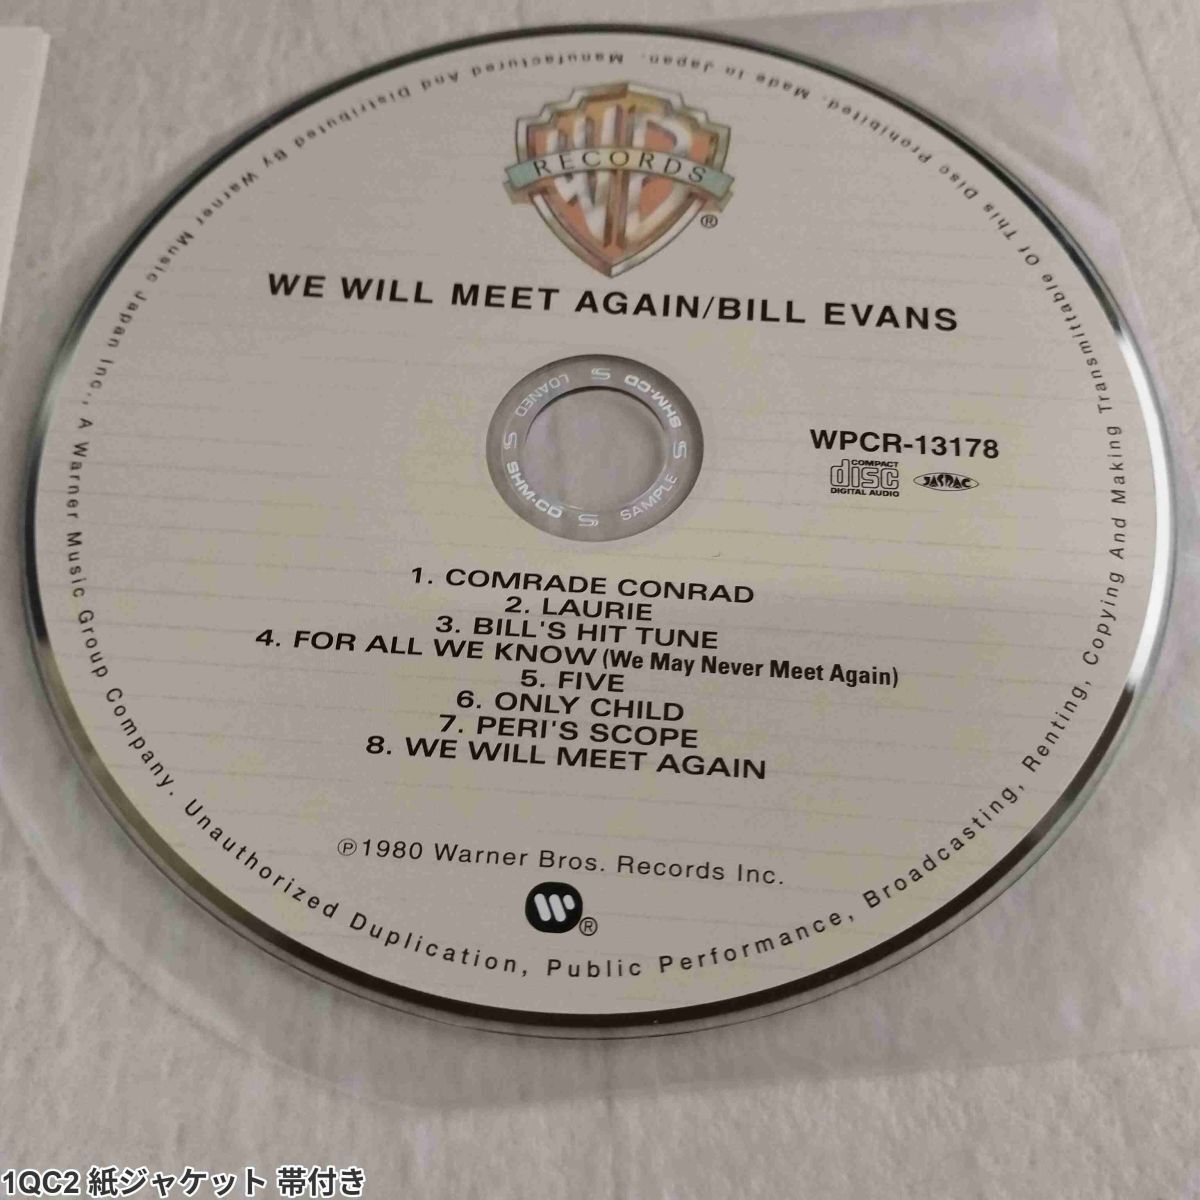 WB
RECORDS
®
WE WILL MEET AGAIN/BILL EVANS
SHM-CD SAMPLE SHM-CD LOANED
WPCR-13178
COMPACT
disc
DIGITAL AUDIO
JASRAC
1. COMRADE CONRAD
2. LAURIE
3. BILL'S HIT TUNE
4. FOR ALL WE KNOW (We May Never Meet Again)
5. FIVE
6. ONLY CHILD
7. PERI'S SCOPE
8. WE WILL MEET AGAIN
℗1980 Warner Bros. Records Inc.
®
Manufactured And Distributed By Warner Music Japan Inc., A Warner Music Group Company. Unauthorized Duplication, Public Performance, Broadcasting, Renting, Copying And Making Transmittable Of This Disc Prohibited. Made In Japan.
1QC2 紙ジャケット 帯付き